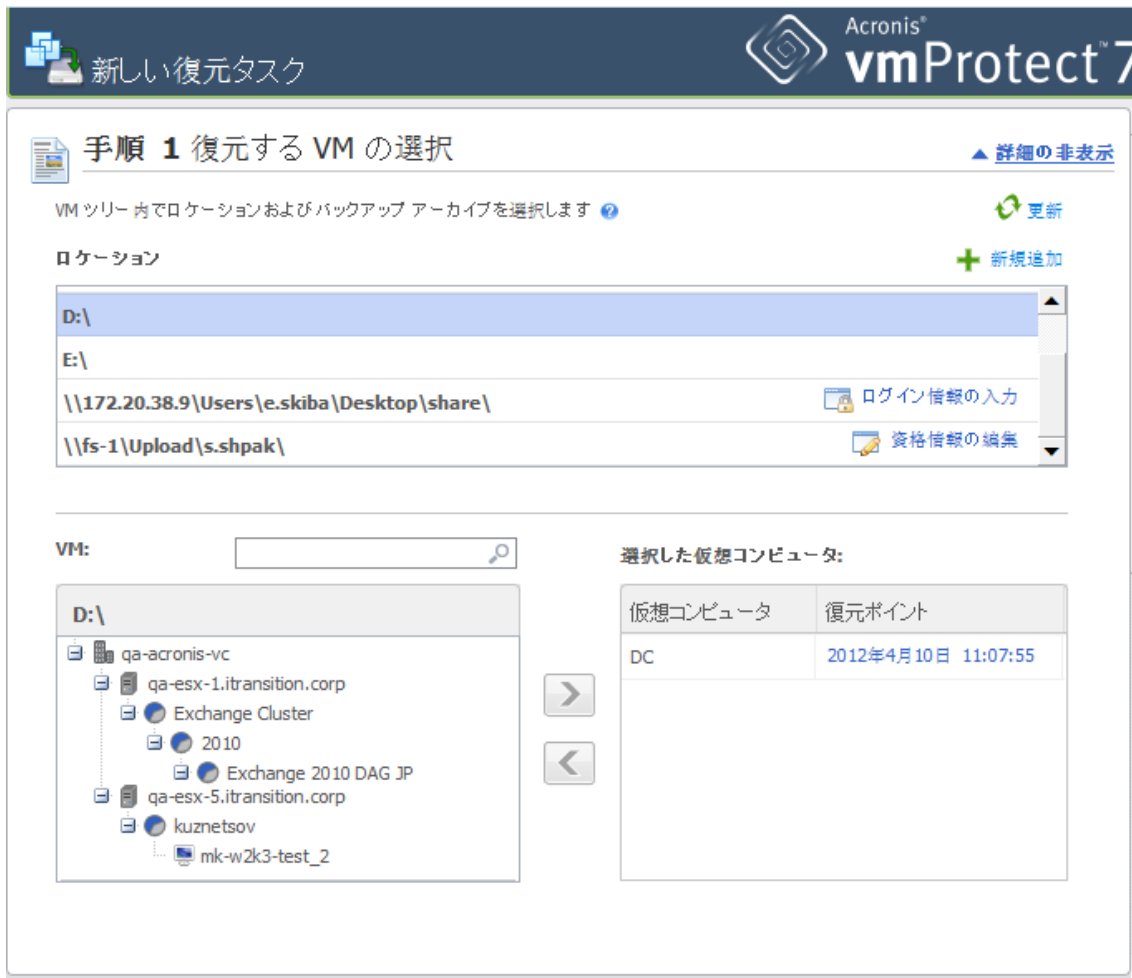 新しい復元タスク
Acronis®
vmProtect™7
手順 1 復元する VM の選択
▲ 詳細の非表示
VM ツリー 内でロケーションおよびバックアップ アーカイブを選択します
更新
ロケーション
新規追加
D:\
E:\
\\172.20.38.9\Users\e.skiba\Desktop\share\ ログイン情報の入力
\\fs-1\Upload\s.shpak\ 資格情報の編集
VM:
D:\
qa-acronis-vc
qa-esx-1.itransition.corp
Exchange Cluster
2010
Exchange 2010 DAG JP
qa-esx-5.itransition.corp
kuznetsov
mk-w2k3-test_2
選択した仮想コンピュータ:
仮想コンピュータ 復元ポイント
DC 2012年4月10日 11:07:55